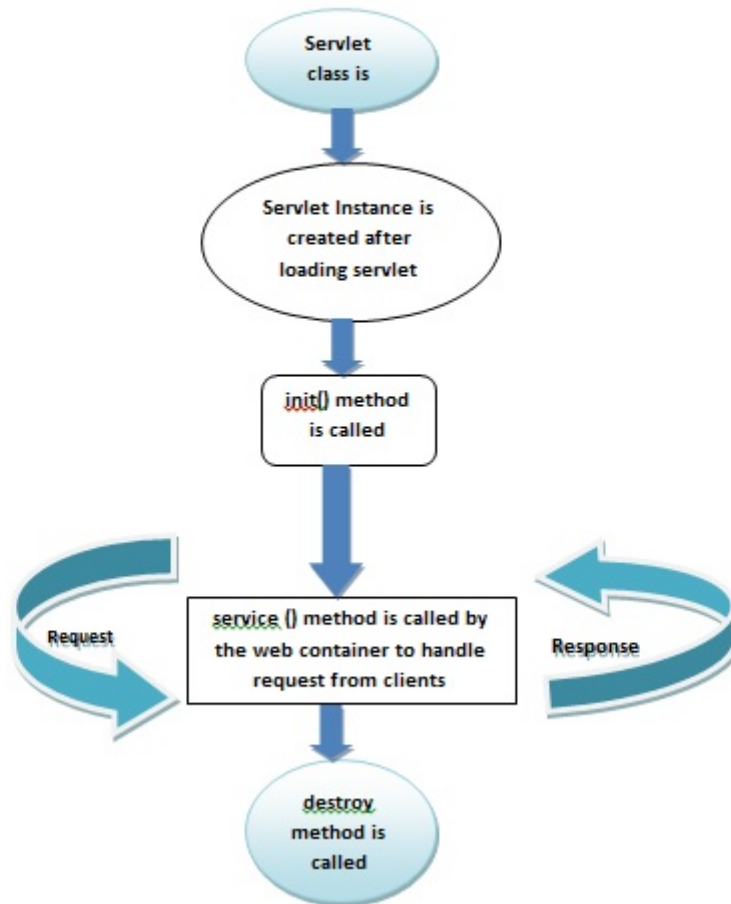 Servlet
class is
Servlet Instance is
created after
loading servlet
init() method
is called
Request
service () method is called by
the web container to handle
request from clients
Response
destroy
method is
called